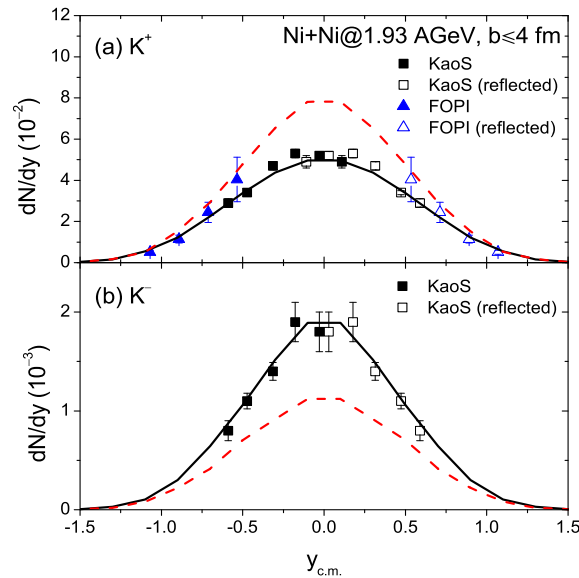 Ni+Ni@1.93 AGeV, b⩽4 fm
(a) K⁺
KaoS
KaoS (reflected)
FOPI
FOPI (reflected)
dN/dy (10⁻²)
12
10
8
6
4
2
0
(b) K⁻
KaoS
KaoS (reflected)
dN/dy (10⁻³)
2
1
0
-1.5 -1.0 -0.5 0.0 0.5 1.0 1.5
y c.m.